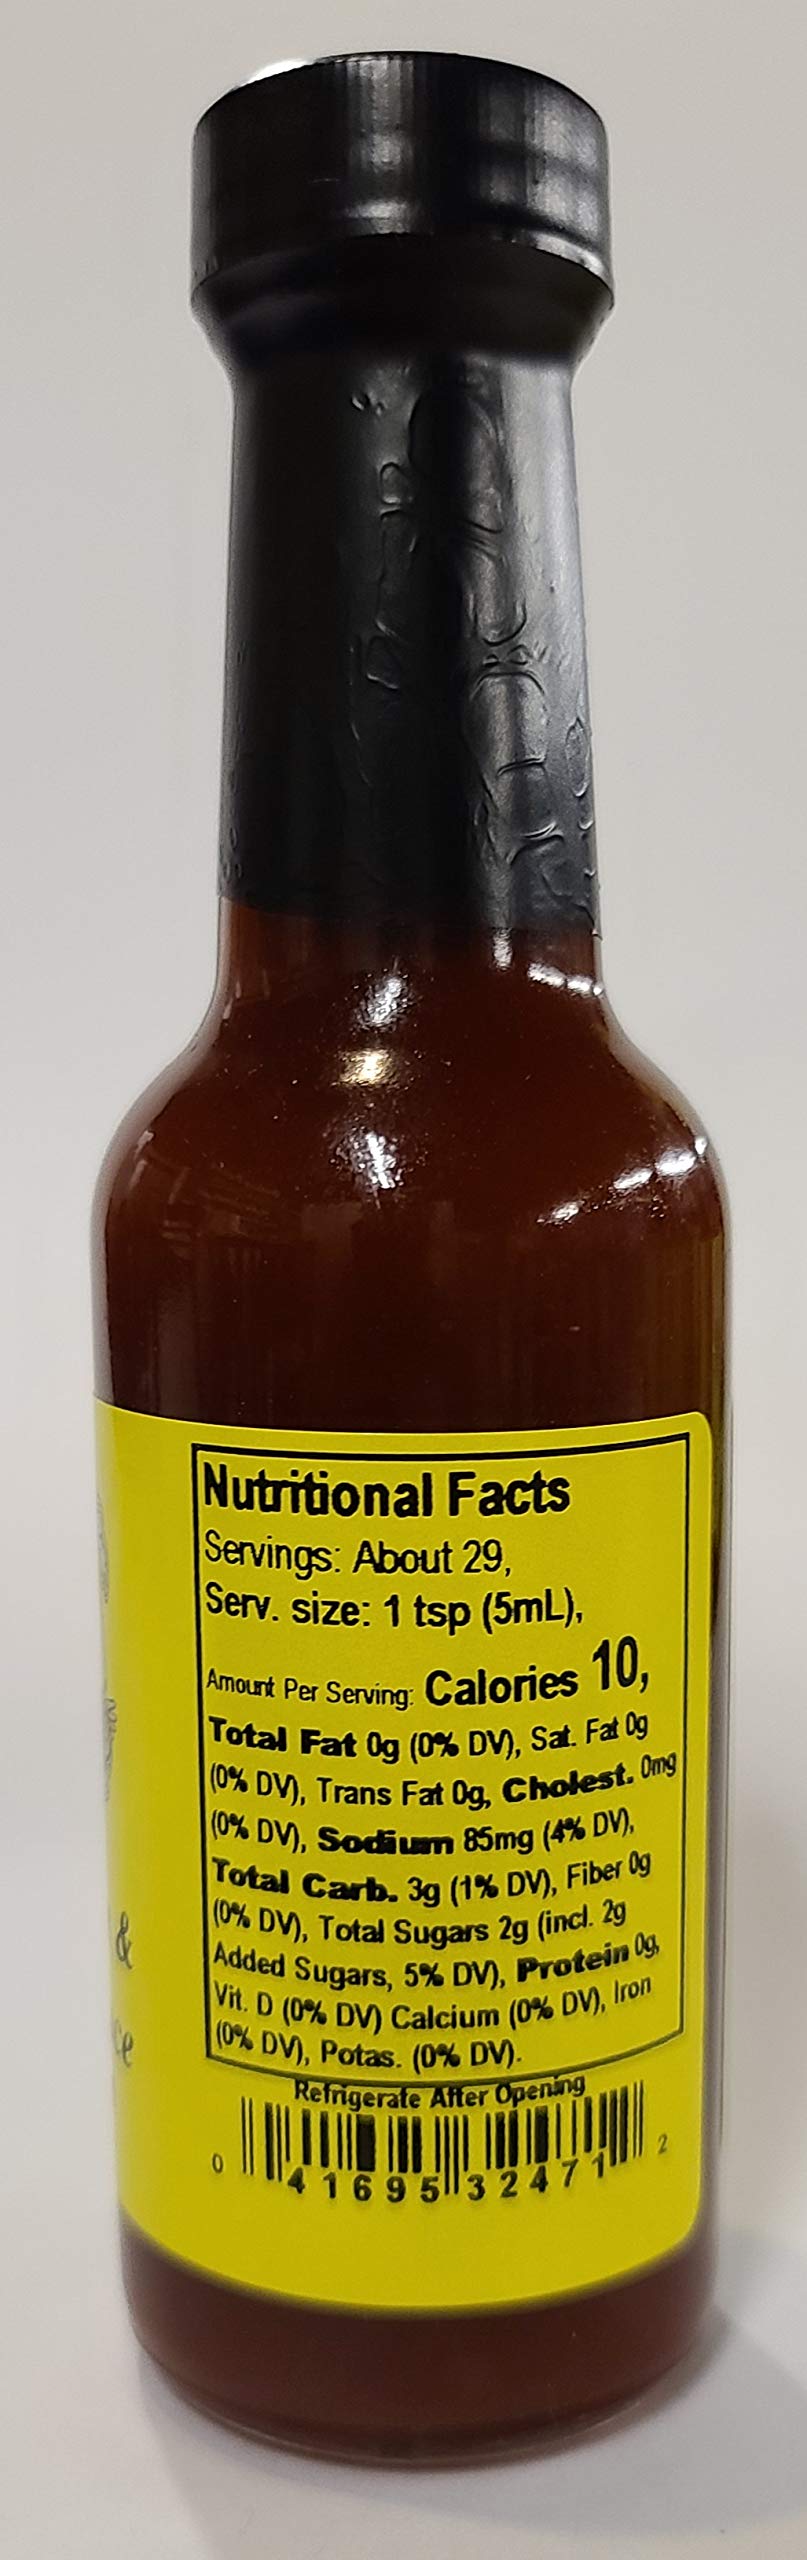 Nutritional Facts
Servings: About 29,
Serv. size: 1 tsp (5mL),
Amount Per Serving: Calories 10,
Total Fat 0g (0% DV), Sat. Fat 0g
(0% DV), Trans Fat 0g, Cholest. 0mg
(0% DV), Sodium 85mg (4% DV),
Total Carb. 3g (1% DV), Fiber 0g
(0% DV), Total Sugars 2g (incl. 2g
Added Sugars, 5% DV), Protein 0g,
Vit. D (0% DV) Calcium (0% DV), Iron
(0% DV), Potas. (0% DV).
Refrigerate After Opening
0 41695 32471 2
&